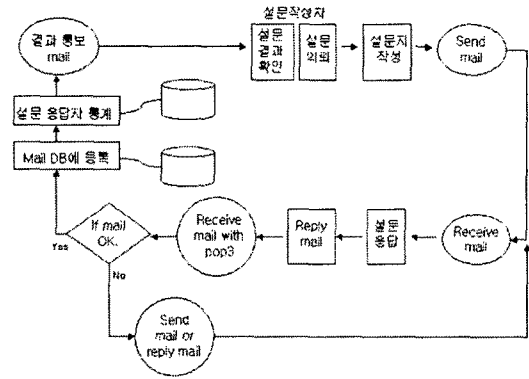 설문작성자
결과 통보
mail
설문
결과
확인
설문
의뢰
설문지
작성
Send
mail
설문 응답자 통계
Mail DB에 등록
If mail
OK.
Yes
No
Receive
mail with
pop3
Reply
mail
설문
응답
Receive
mail
Send
mail or
reply mail